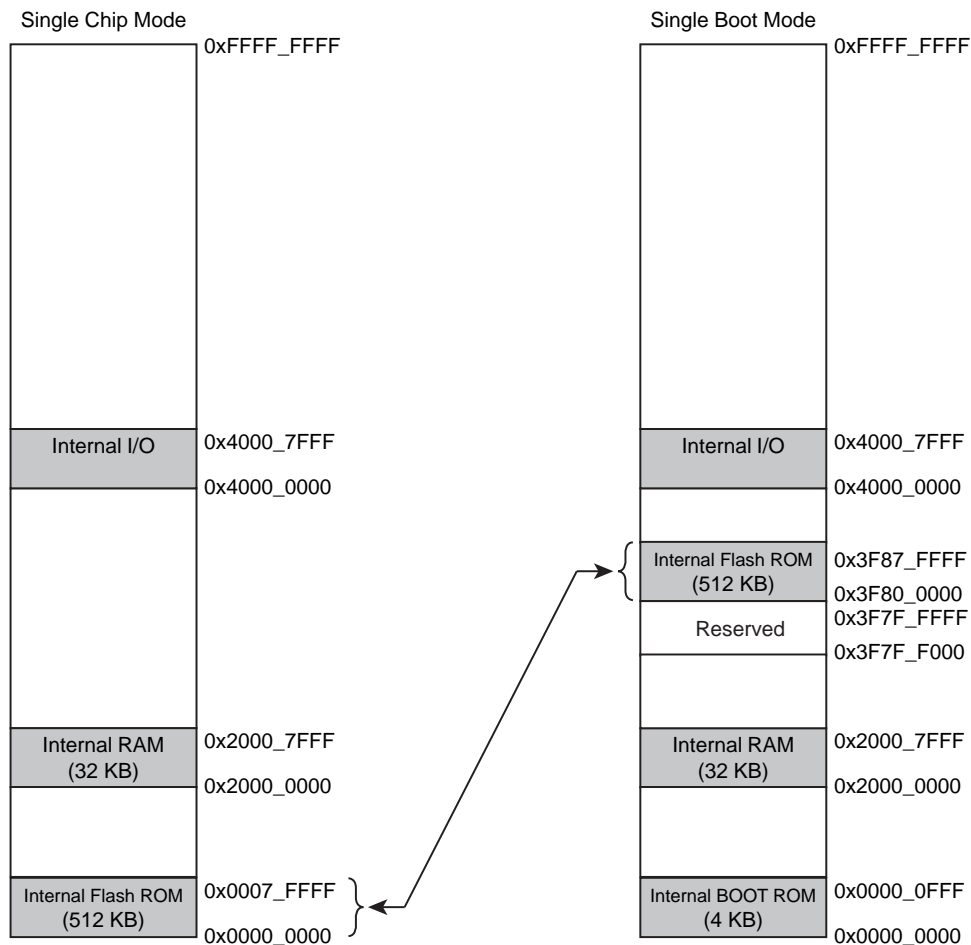 Single Chip Mode
0xFFFF_FFFF
Internal I/O
0x4000_7FFF
0x4000_0000
Internal RAM
(32 KB)
0x2000_7FFF
0x2000_0000
Internal Flash ROM
(512 KB)
0x0007_FFFF
0x0000_0000
Single Boot Mode
0xFFFF_FFFF
Internal I/O
0x4000_7FFF
0x4000_0000
Internal Flash ROM
(512 KB)
0x3F87_FFFF
0x3F80_0000
Reserved
0x3F7F_FFFF
0x3F7F_F000
Internal RAM
(32 KB)
0x2000_7FFF
0x2000_0000
Internal BOOT ROM
(4 KB)
0x0000_0FFF
0x0000_0000